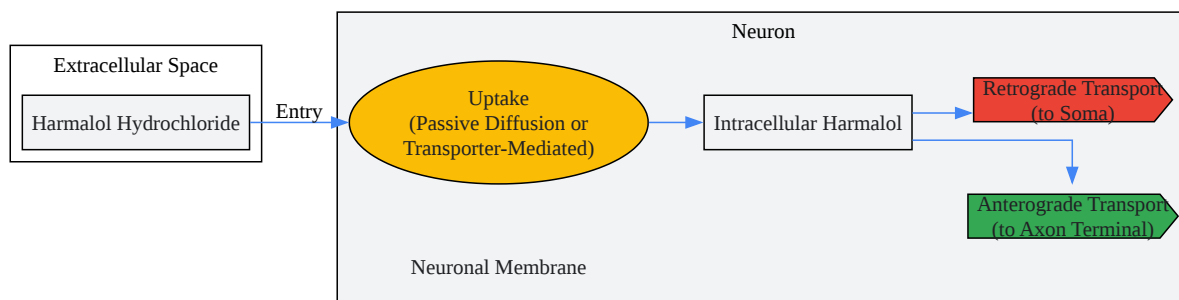 Neuron
Extracellular Space
Harmalol Hydrochloride
Entry
Uptake
(Passive Diffusion or
Transporter-Mediated)
Intracellular Harmalol
Retrograde Transport
(to Soma)
Anterograde Transport
(to Axon Terminal)
Neuronal Membrane